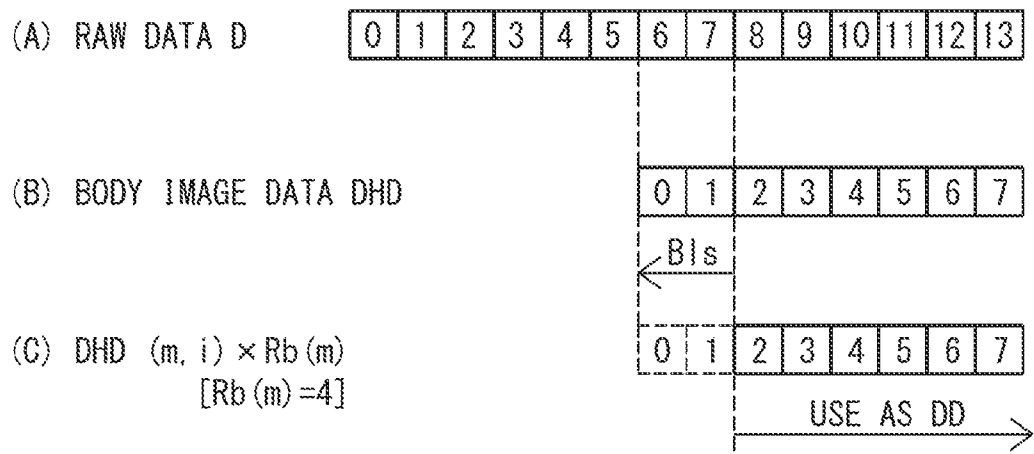 (A) RAW DATA D 0 1 2 3 4 5 6 7 8 9 10 11 12 13
(B) BODY IMAGE DATA DHD 0 1 2 3 4 5 6 7
BIs
(C) DHD (m, i) × Rb (m) 0 1 2 3 4 5 6 7
[Rb (m) =4]
USE AS DD